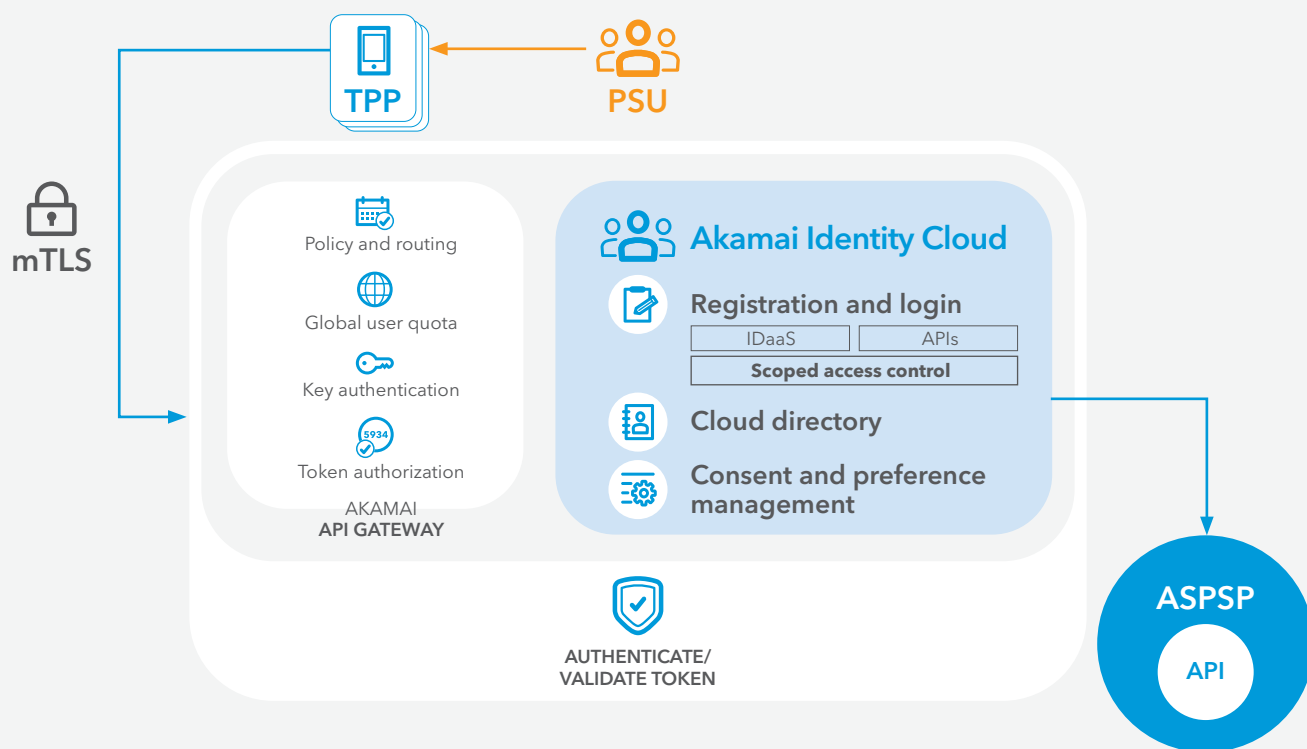 TPP
PSU
mTLS
Policy and routing
Global user quota
Key authentication
5934
Token authorization
AKAMAI
API GATEWAY
Akamai Identity Cloud
Registration and login
IDaaS
APIs
Scoped access control
Cloud directory
Consent and preference
management
AUTHENTICATE/
VALIDATE TOKEN
ASPSP
API